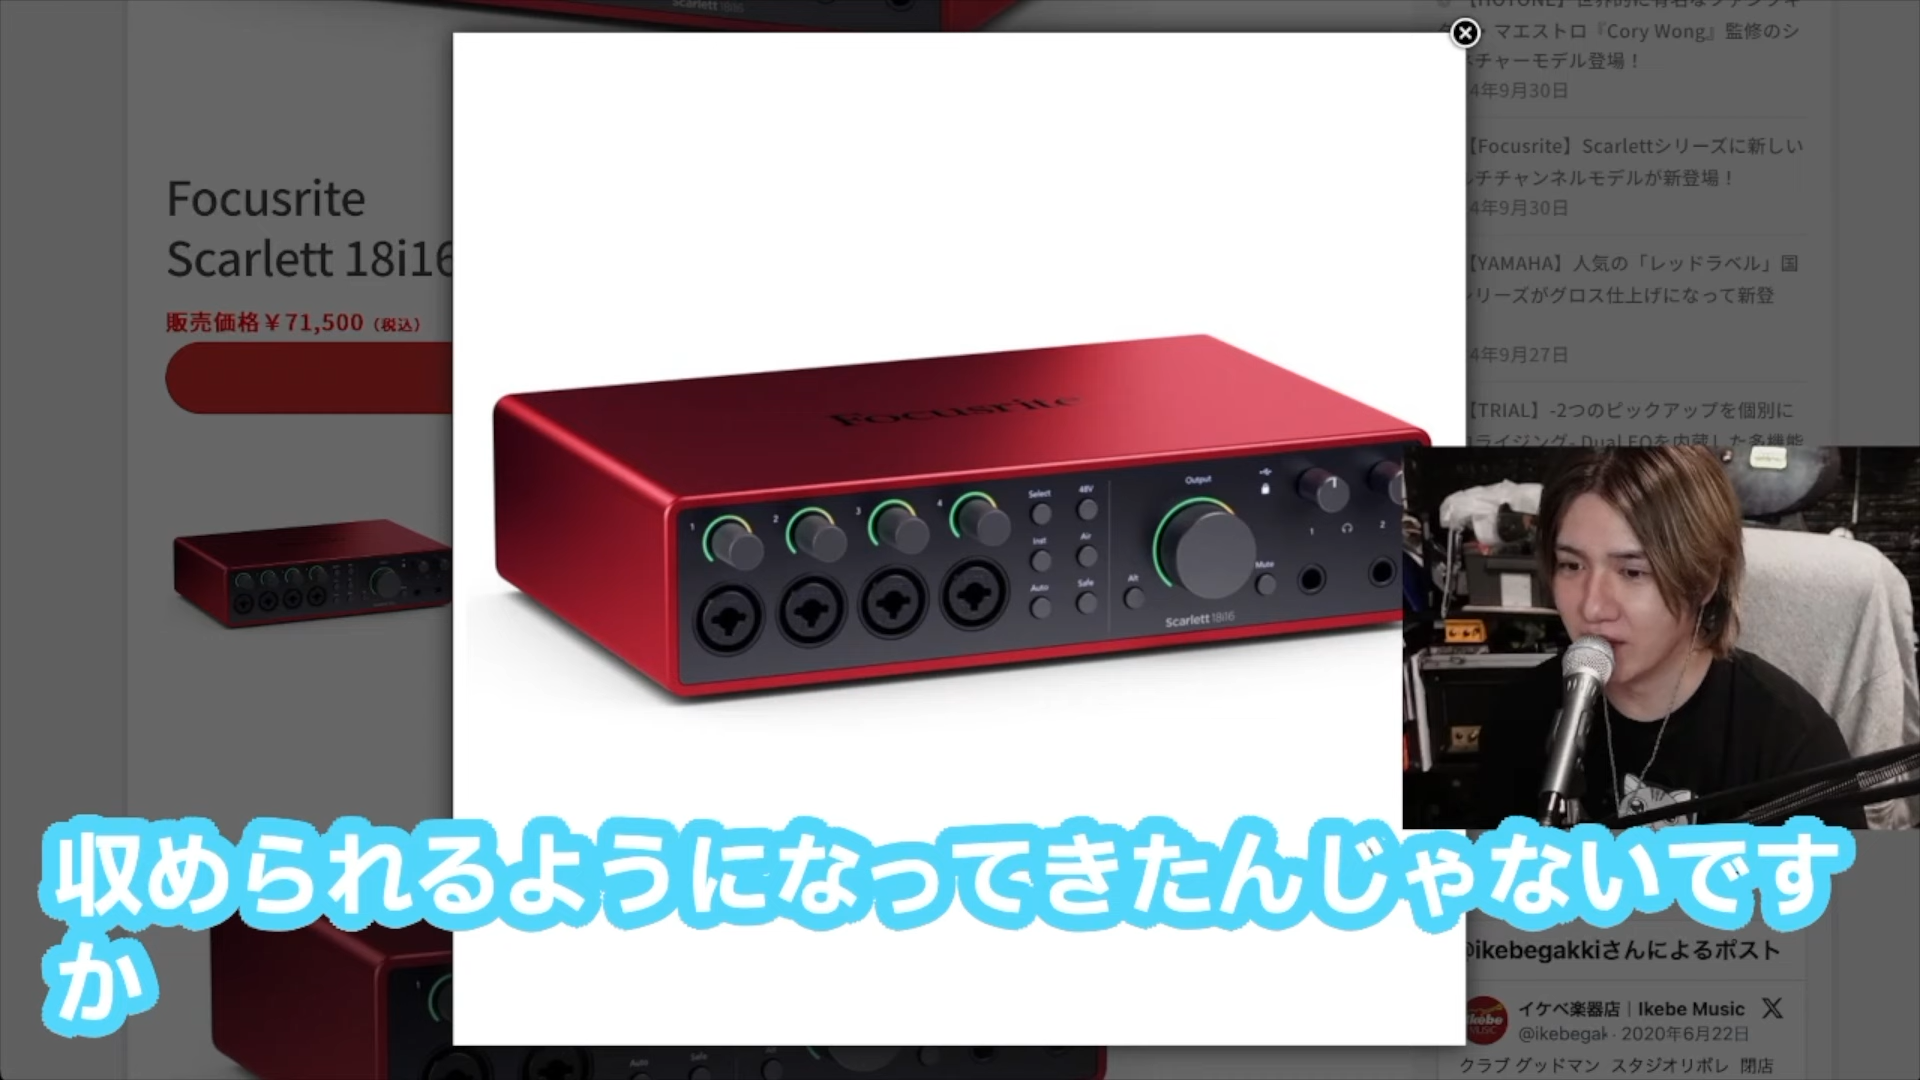 Focusrite
Scarlett 18i16
販売価格￥71,500（税込）
マエストロ『Cory Wong』監修のシ
チャーモデル登場！
4年9月30日
【Focusrite】Scarlettシリーズに新しい
ルチチャンネルモデルが新登場！
4年9月30日
【YAMAHA】人気の「レッドラベル」国
シリーズがグロス仕上げになって新登
4年9月27日
【TRIAL】-2つのピックアップを個別に
Focusrite
1
2
3
4
Select
48V
Inst
Air
Auto
Safe
Output
Alt
Mute
1
2
Scarlett 18i16
収められるようになってきたんじゃないです
か
@ikebegakkiさんによるポスト
イケベ楽器店｜Ikebe Music
@ikebegak · 2020年6月22日
クラブ グッドマン スタジオリボレ 閉店